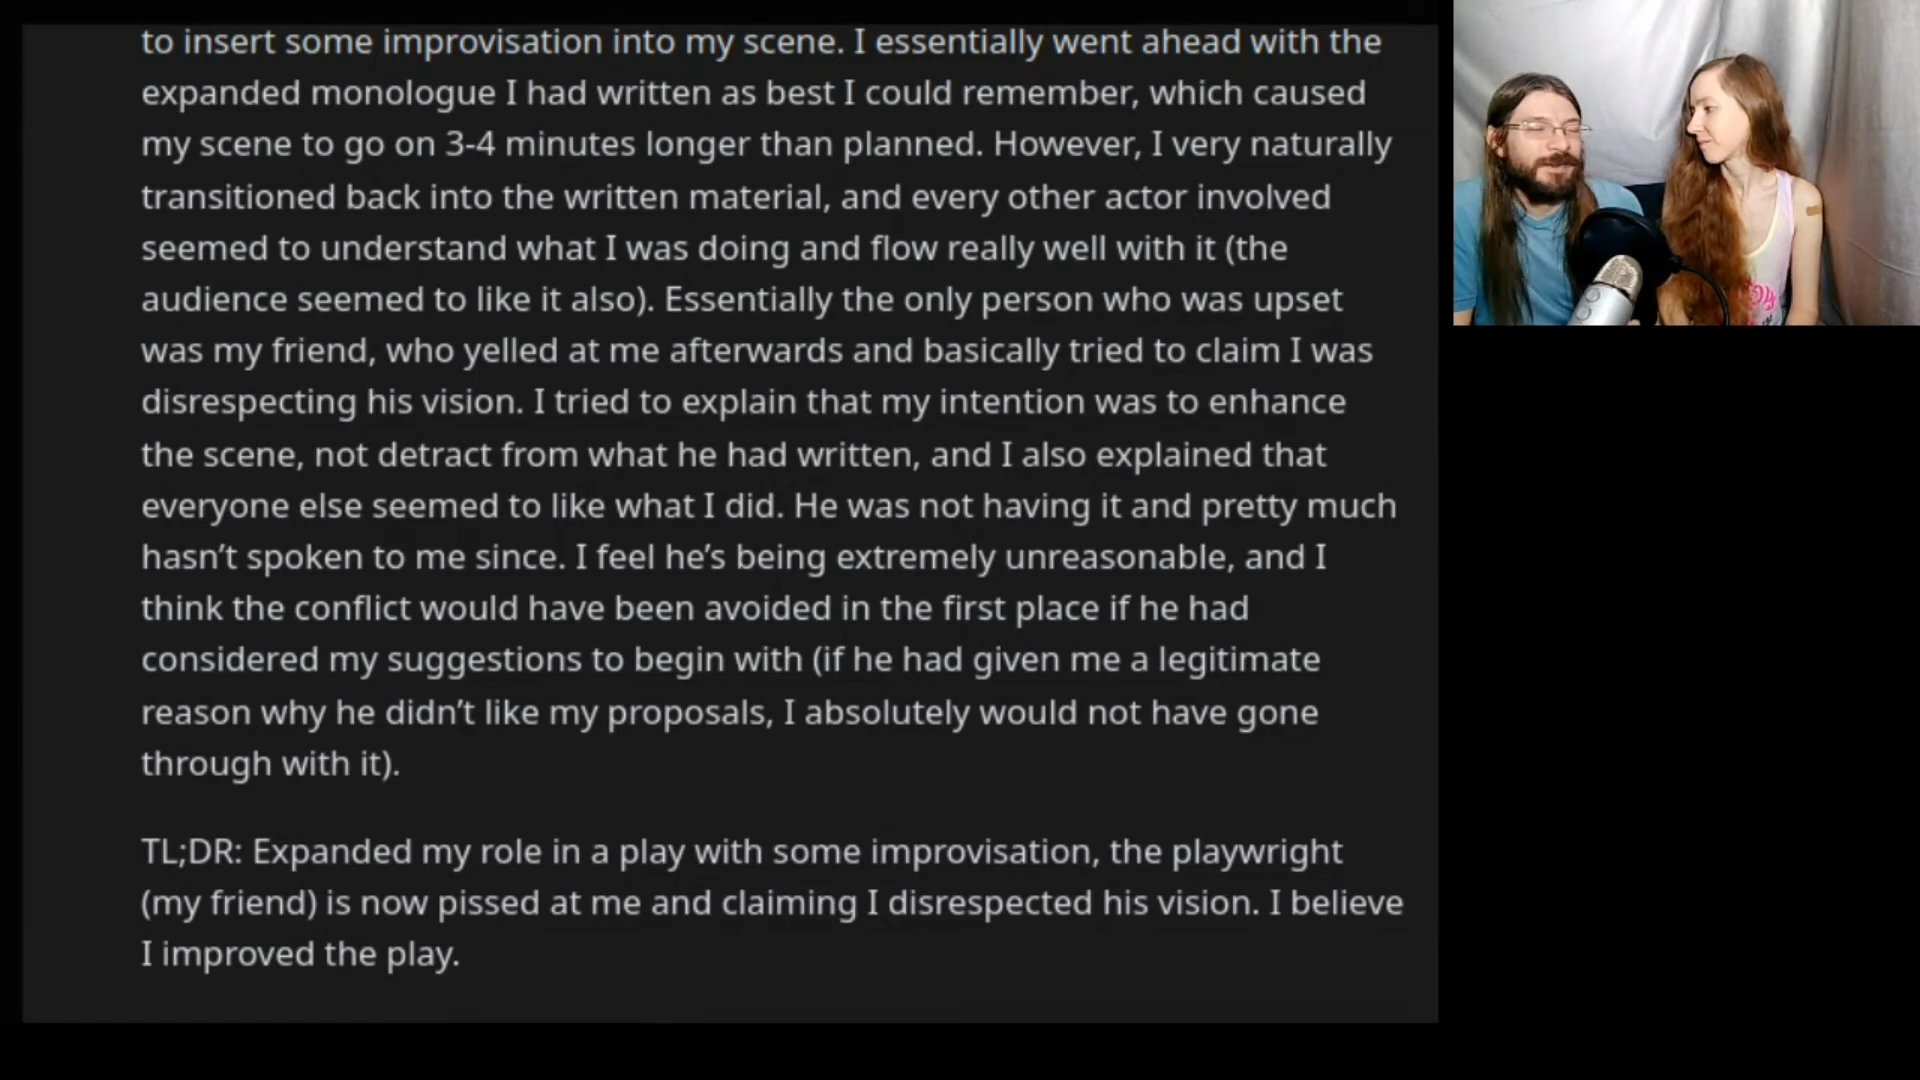 to insert some improvisation into my scene. I essentially went ahead with the
expanded monologue I had written as best I could remember, which caused
my scene to go on 3-4 minutes longer than planned. However, I very naturally
transitioned back into the written material, and every other actor involved
seemed to understand what I was doing and flow really well with it (the
audience seemed to like it also). Essentially the only person who was upset
was my friend, who yelled at me afterwards and basically tried to claim I was
disrespecting his vision. I tried to explain that my intention was to enhance
the scene, not detract from what he had written, and I also explained that
everyone else seemed to like what I did. He was not having it and pretty much
hasn’t spoken to me since. I feel he’s being extremely unreasonable, and I
think the conflict would have been avoided in the first place if he had
considered my suggestions to begin with (if he had given me a legitimate
reason why he didn’t like my proposals, I absolutely would not have gone
through with it).
TL;DR: Expanded my role in a play with some improvisation, the playwright
(my friend) is now pissed at me and claiming I disrespected his vision. I believe
I improved the play.